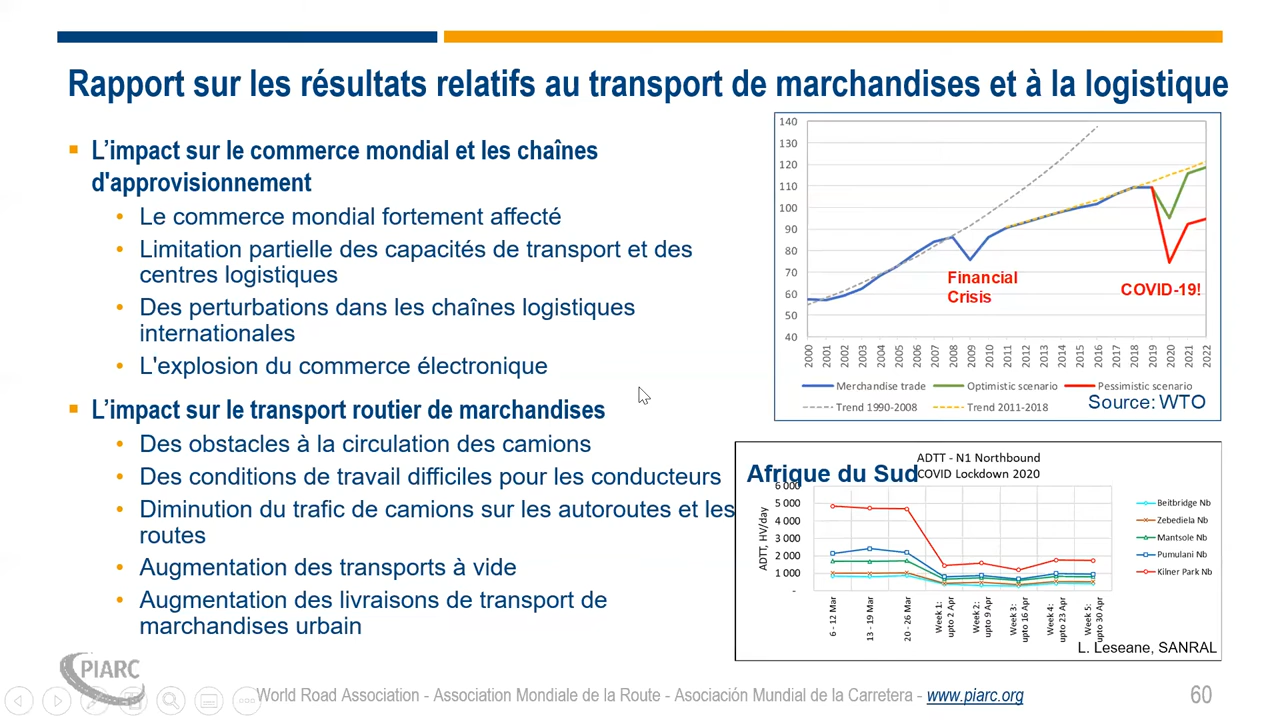 Rapport sur les résultats relatifs au transport de marchandises et à la logistique
L'impact sur le commerce mondial et les chaînes
d'approvisionnement
Le commerce mondial fortement affecté
Limitation partielle des capacités de transport et des
centres logistiques
Des perturbations dans les chaînes logistiques
internationales
L'explosion du commerce électronique
L'impact sur le transport routier de marchandises
Des obstacles à la circulation des camions
Des conditions de travail difficiles pour les conducteurs
Diminution du trafic de camions sur les autoroutes et les
routes
Augmentation des transports à vide
Augmentation des livraisons de transport de
marchandises urbain
140
130
120
110
100
90
80
70
60
50
40
Financial
Crisis
COVID-19!
2000 2001 2002 2003 2004 2005 2006 2007 2008 2009 2010 2011 2012 2013 2014 2015 2016 2017 2018 2019 2020 2021 2022
Merchandise trade Optimistic scenario Pessimistic scenario
Trend 1990-2008 Trend 2011-2018
Source: WTO
ADTT - N1 Northbound
COVID Lockdown 2020
Afrique du Sud
ADTT, HV/day
6 000
5 000
4 000
3 000
2 000
1 000
-
6 - 12 Mar
13 - 19 Mar
20 - 26 Mar
Week 1:
upto 2 Apr
Week 2:
upto 9 Apr
Week 3:
upto 16 Apr
Week 4:
upto 23 Apr
Week 5:
upto 30 Apr
Beitbridge Nb
Zebediela Nb
Mantsole Nb
Pumulani Nb
Kilner Park Nb
L. Leseane, SANRAL
PIARC
World Road Association - Association Mondiale de la Route - Asociación Mundial de la Carretera - www.piarc.org
60